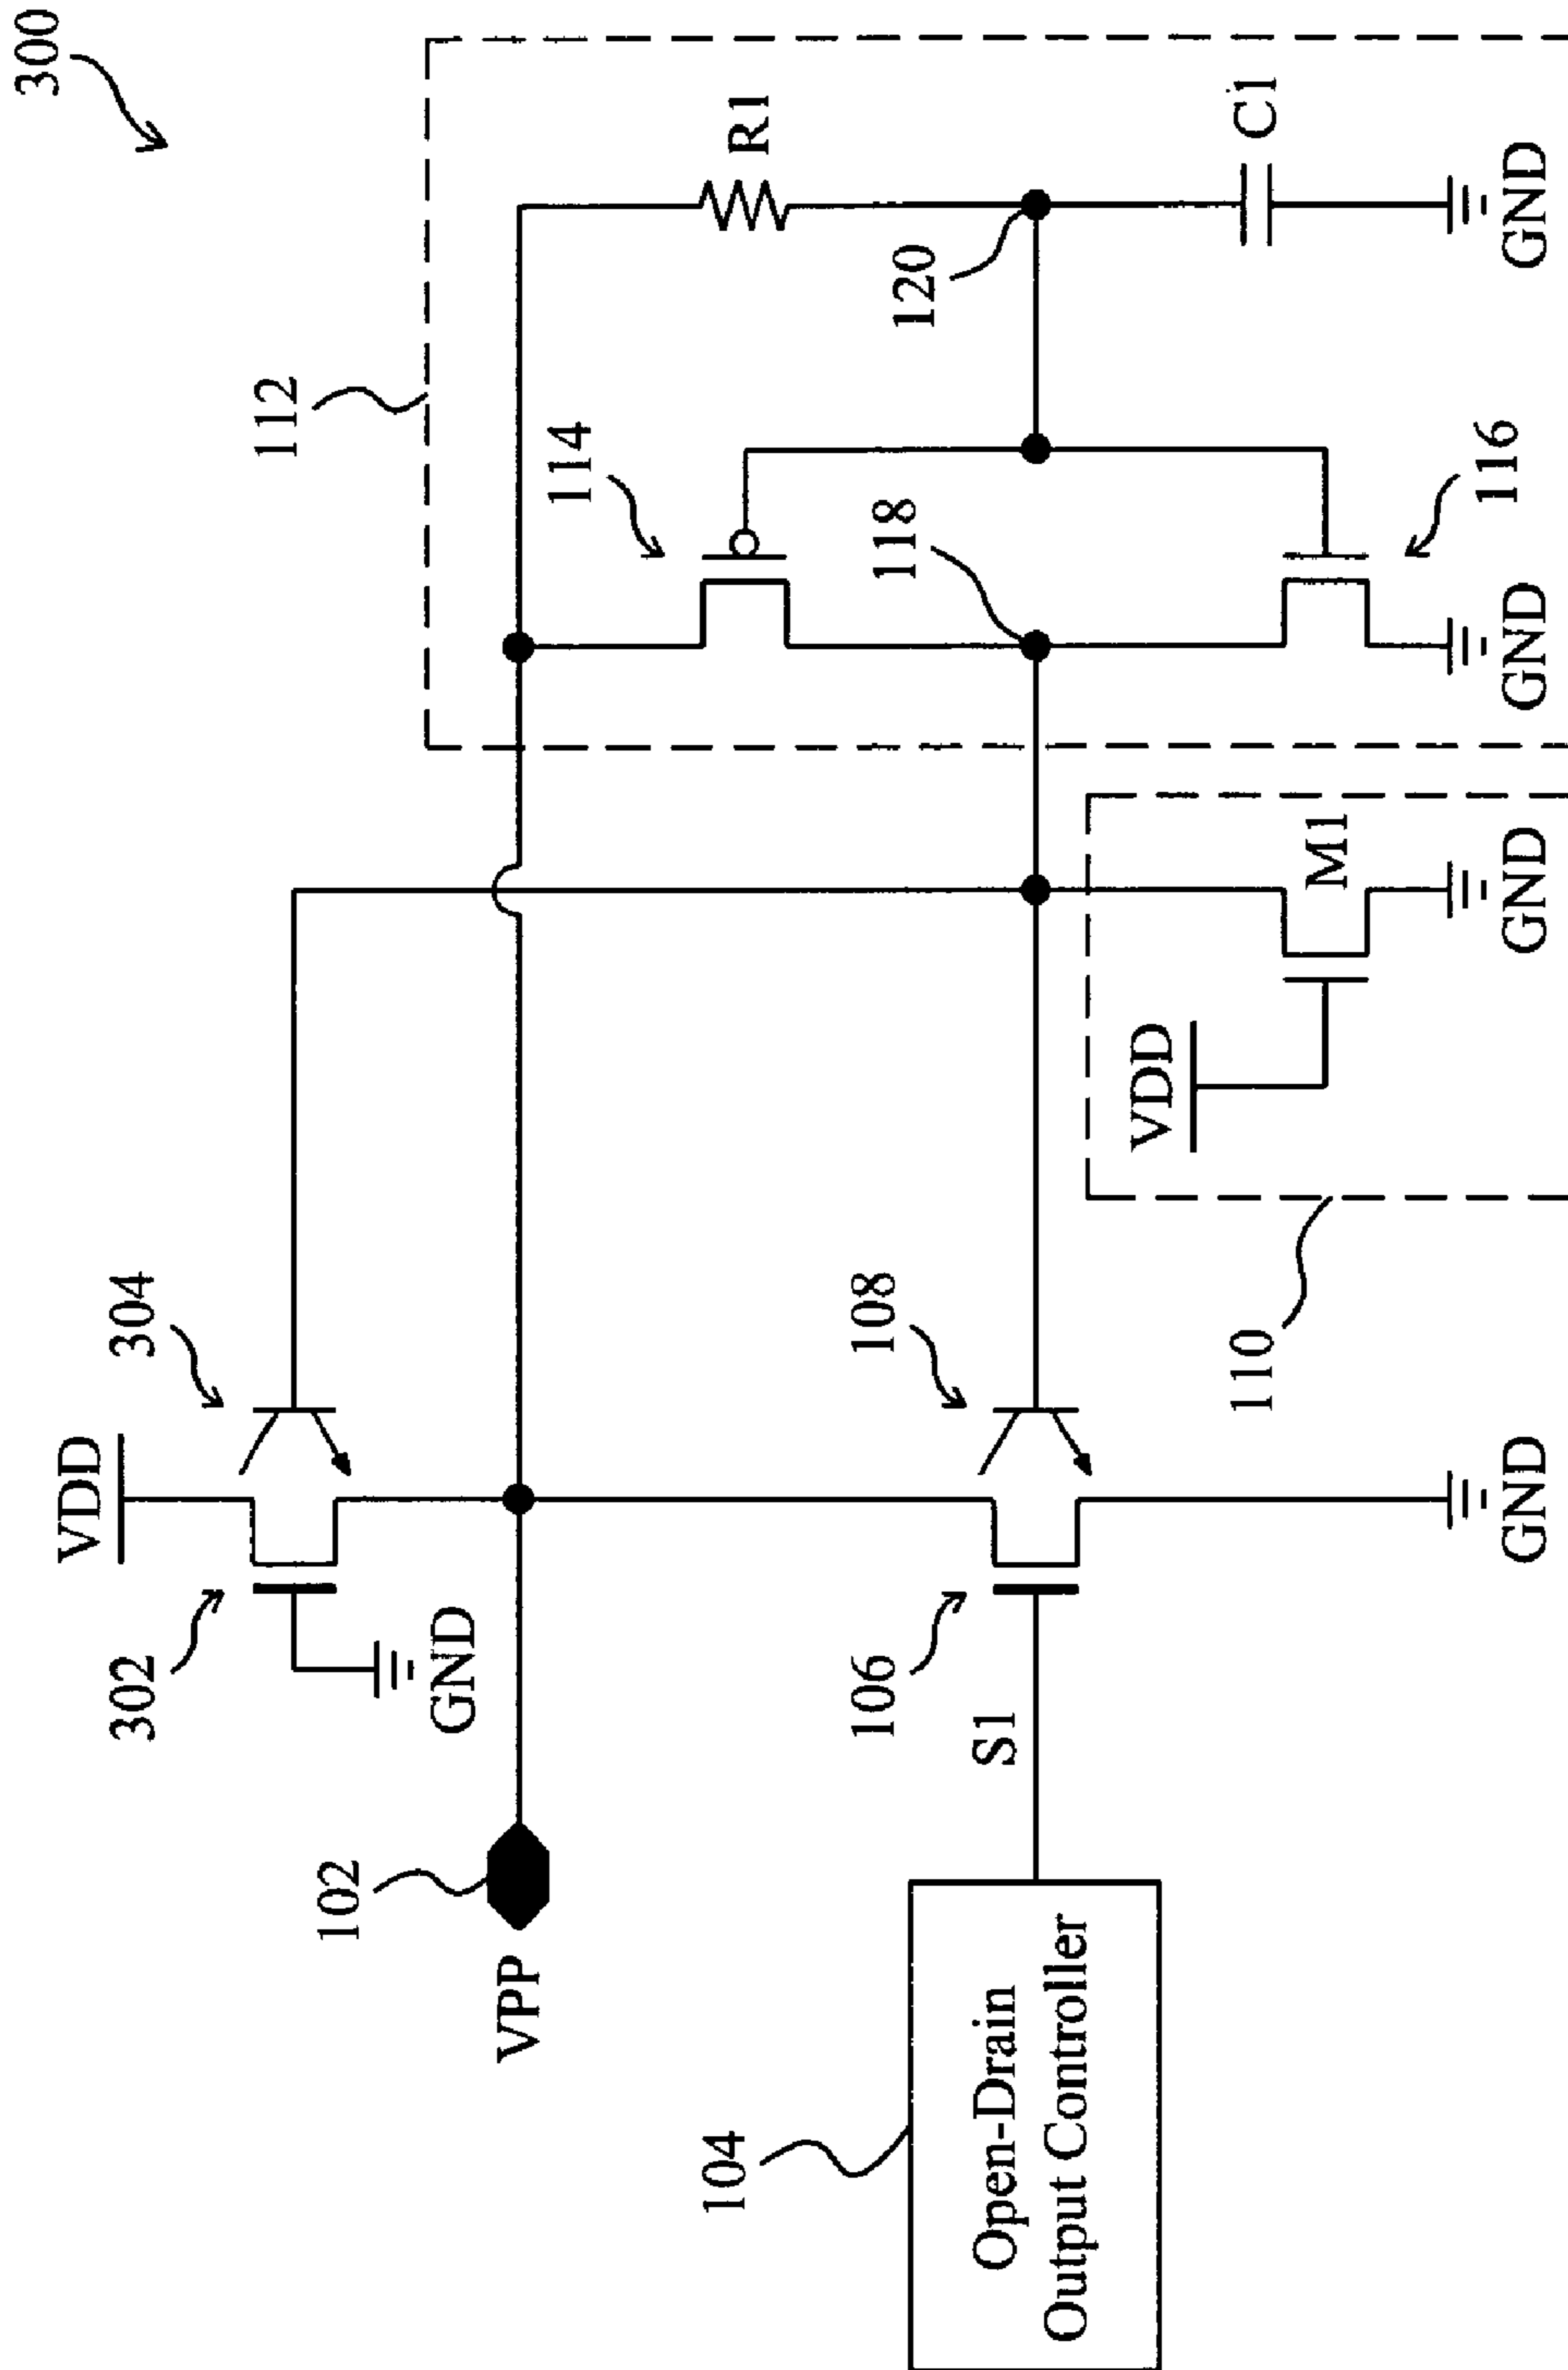 300
112
R1
114
120
C1
118
116
GND
GND
VDD
304
302
GND
M1
VDD
GND
110
102
VPP
108
106
S1
GND
104
Open-Drain
Output Controller